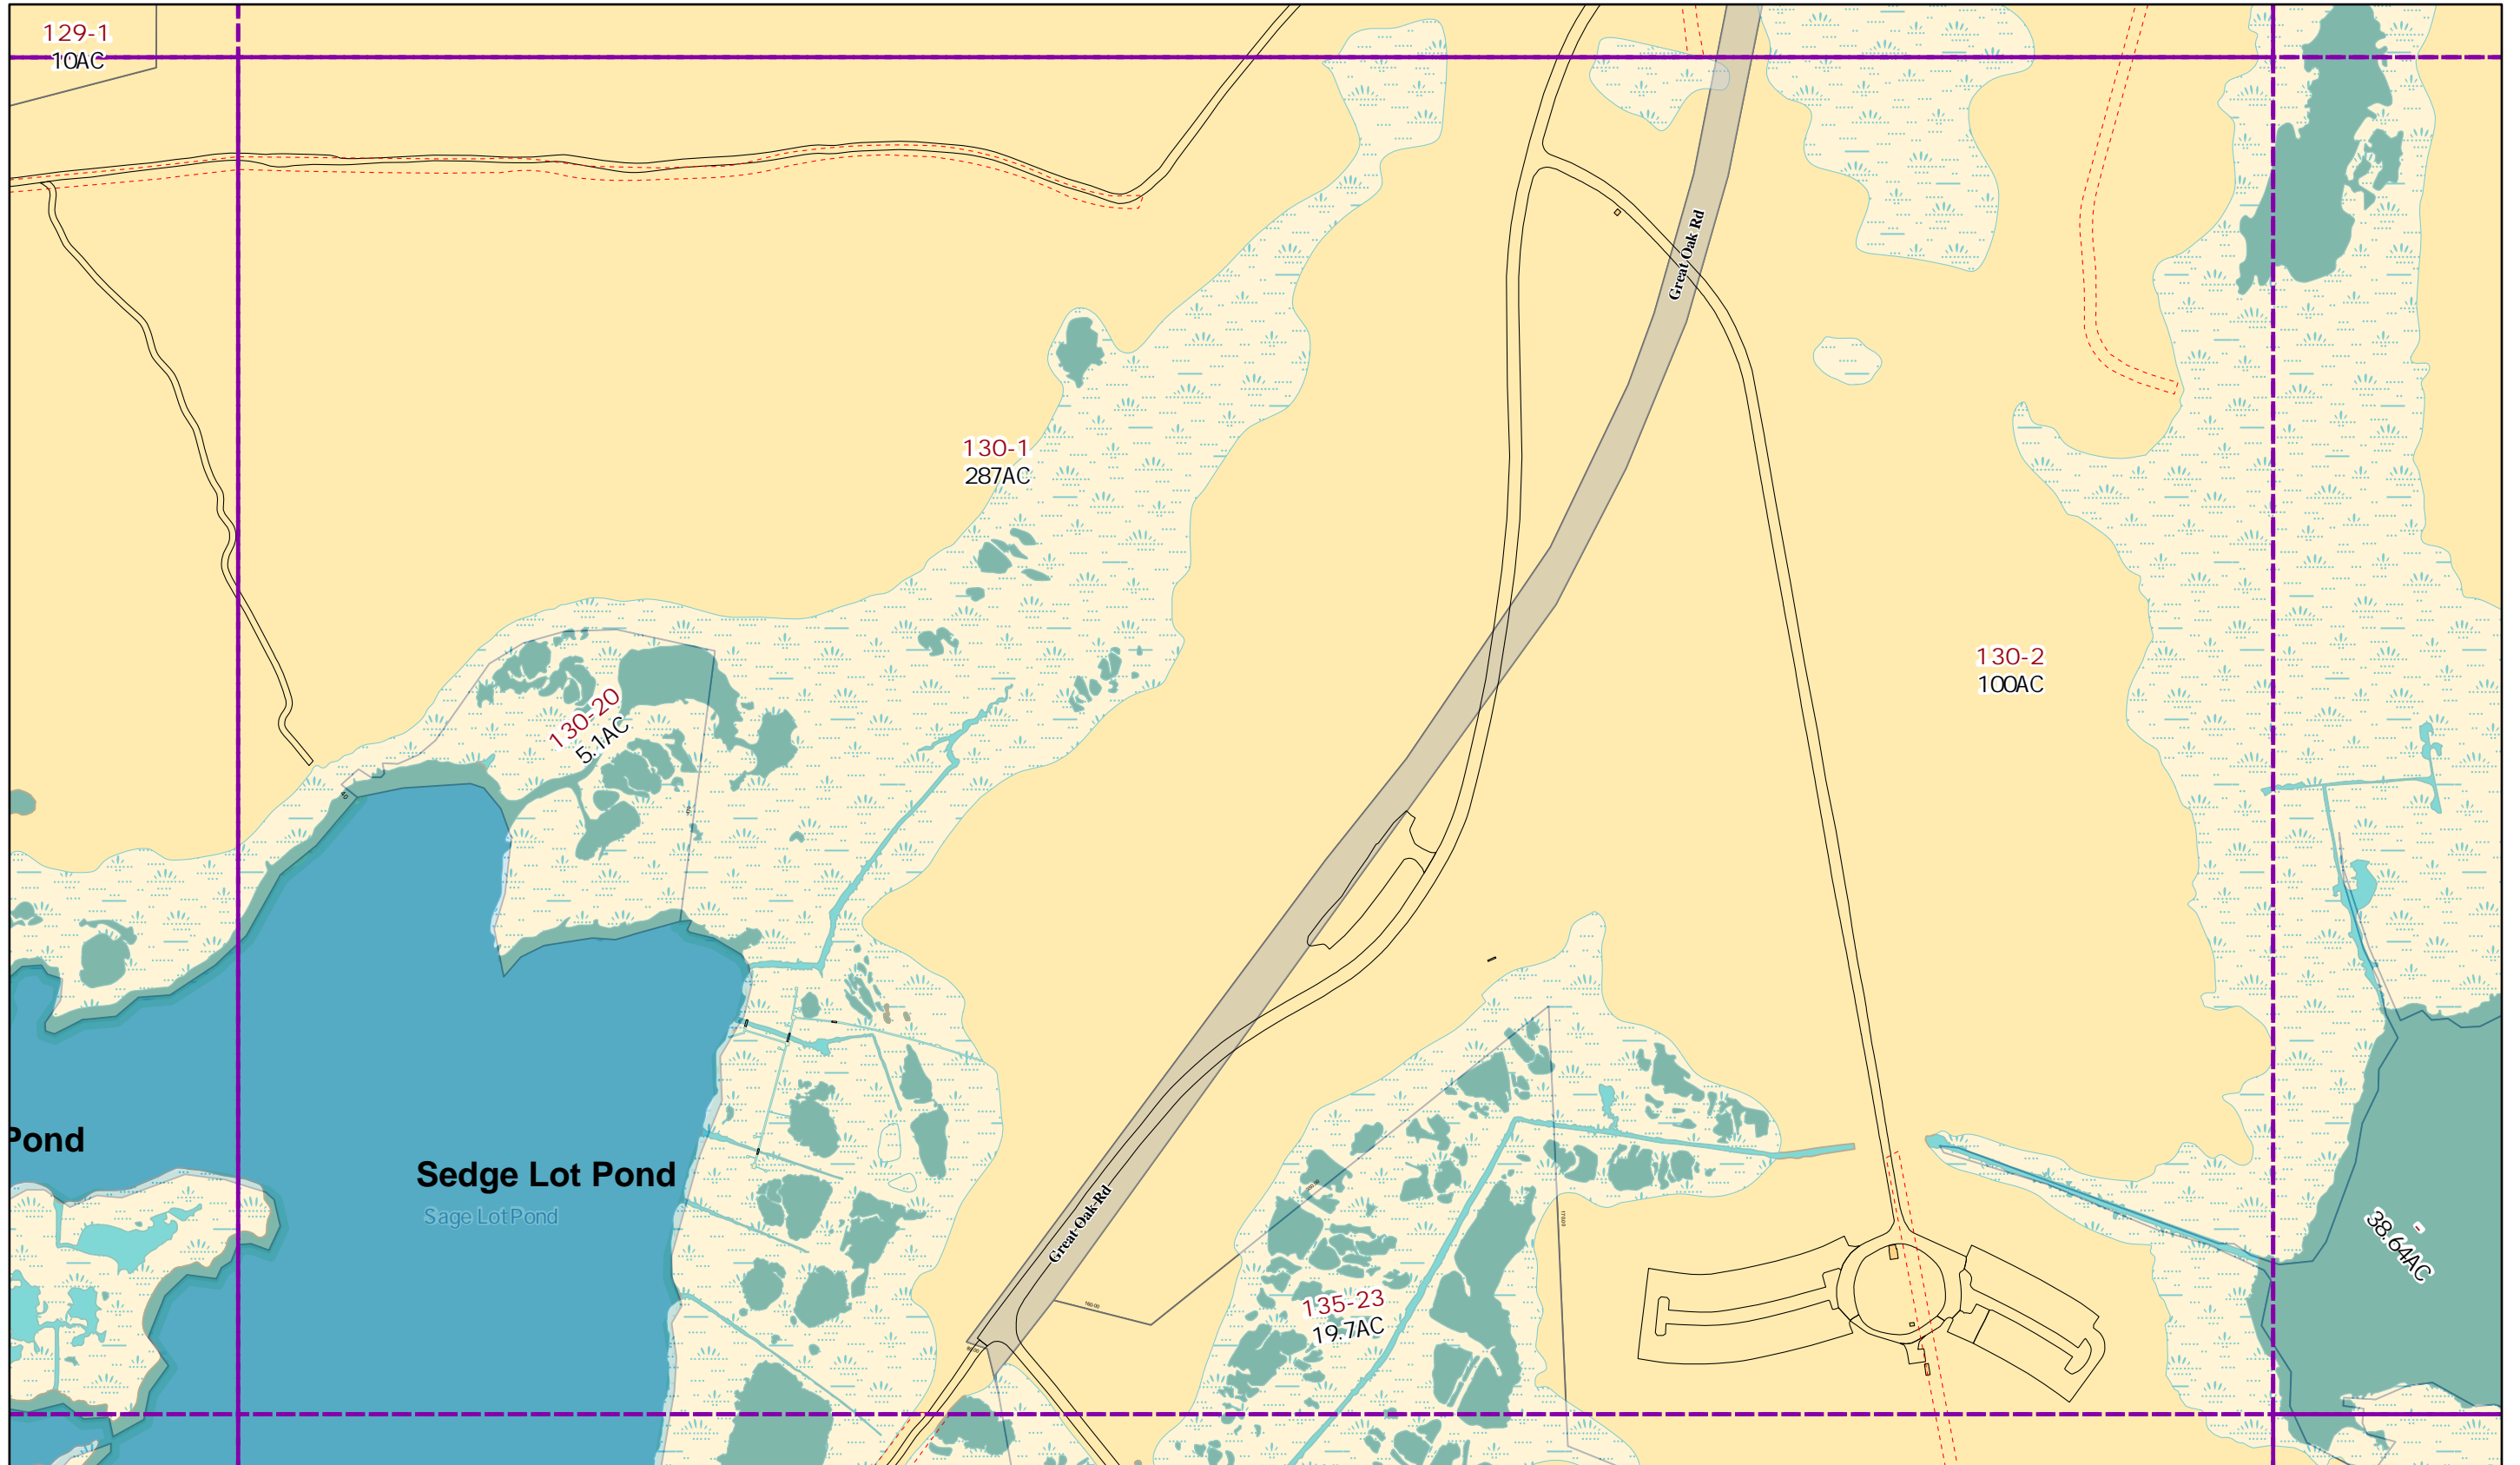 129-1
10AC
Great Oak Rd
130-1
287AC
130-2
100AC
130-20
5.1AC
40
Pond
Sedge Lot Pond
Sage Lot Pond
Great Oak Rd
135-23
19.7AC
-
38.64AC